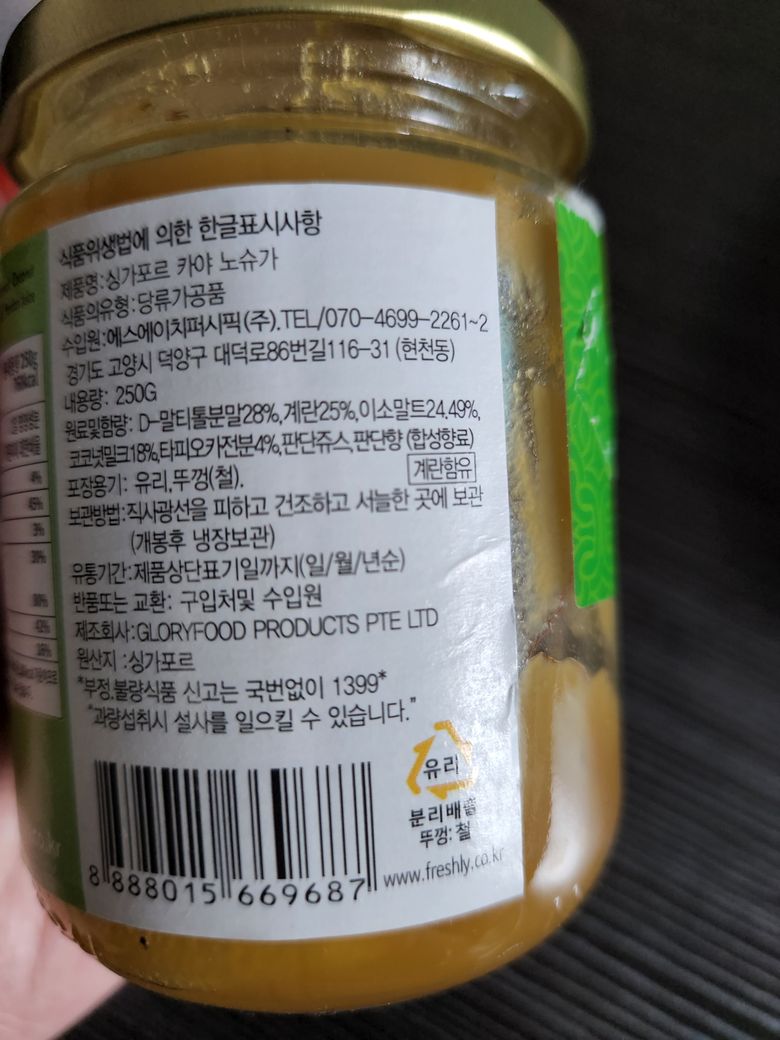 식품위생법에 의한 한글표시사항
제품명:싱가포르 카야 노슈가
식품의유형:당류가공품
수입원:에스에이치퍼시픽(주).TEL/070-4699-2261~2
경기도 고양시 덕양구 대덕로86번길116-31 (현천동)
내용량: 250G
원료및함량: D-말티톨분말28%,계란25%,이소말트24.49%,
코코넛밀크18%,타피오카전분4%,판단쥬스,판단향 (합성향료)
계란함유
포장용기: 유리,뚜껑(철).
보관방법:직사광선을 피하고 건조하고 서늘한 곳에 보관
(개봉후 냉장보관)
유통기간:제품상단표기일까지(일/월/년순)
반품또는 교환: 구입처및 수입원
제조회사:GLORYFOOD PRODUCTS PTE LTD
원산지 :싱가포르
*부정.불량식품 신고는 국번없이 1399*
"과량섭취시 설사를 일으킬 수 있습니다."
유리
분리배출
뚜껑: 철
8 888015 669687
www.freshly.co.kr